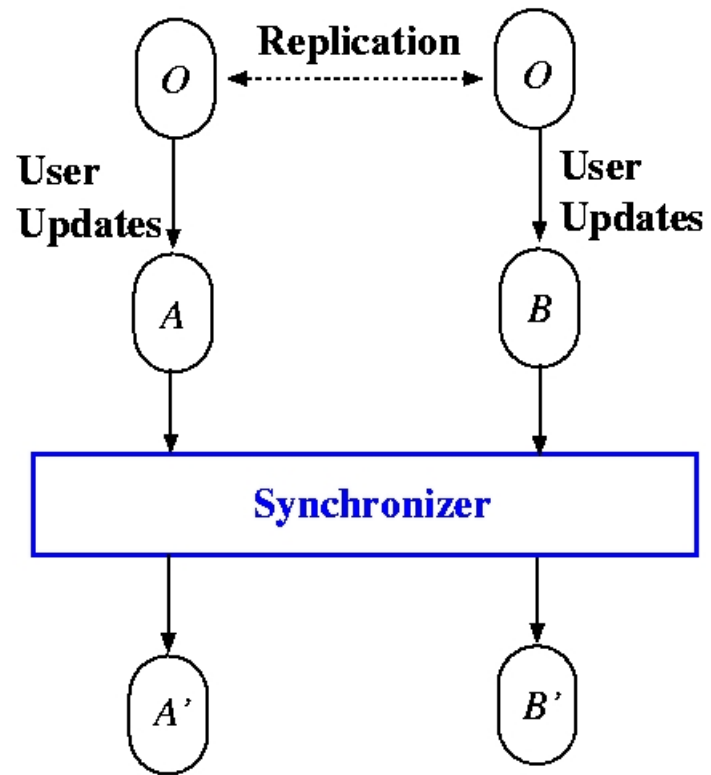 Replication
O
O
User
Updates
User
Updates
A
B
Synchronizer
A’
B’